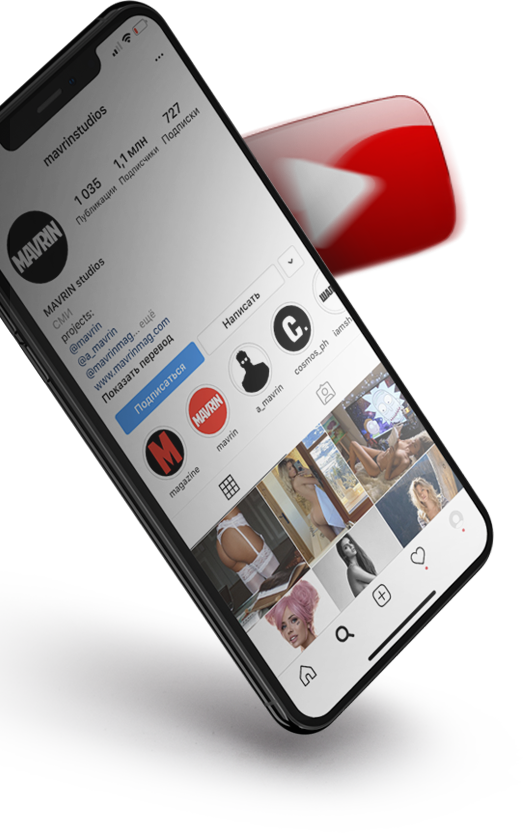 mavrinstudios
1 035
1,1 млн
727
Публикации
Подписчики
Подписки
MAVRIN
MAVRIN studios
СМИ
projects:
@mavrin
@a_mavrin
@mavrinmag... ещё
www.mavrinmag.com
Показать перевод
Подписаться
Написать
M
MAVRIN
C.
magazine
mavrin
a_mavrin
cosmos_ph
iamsh